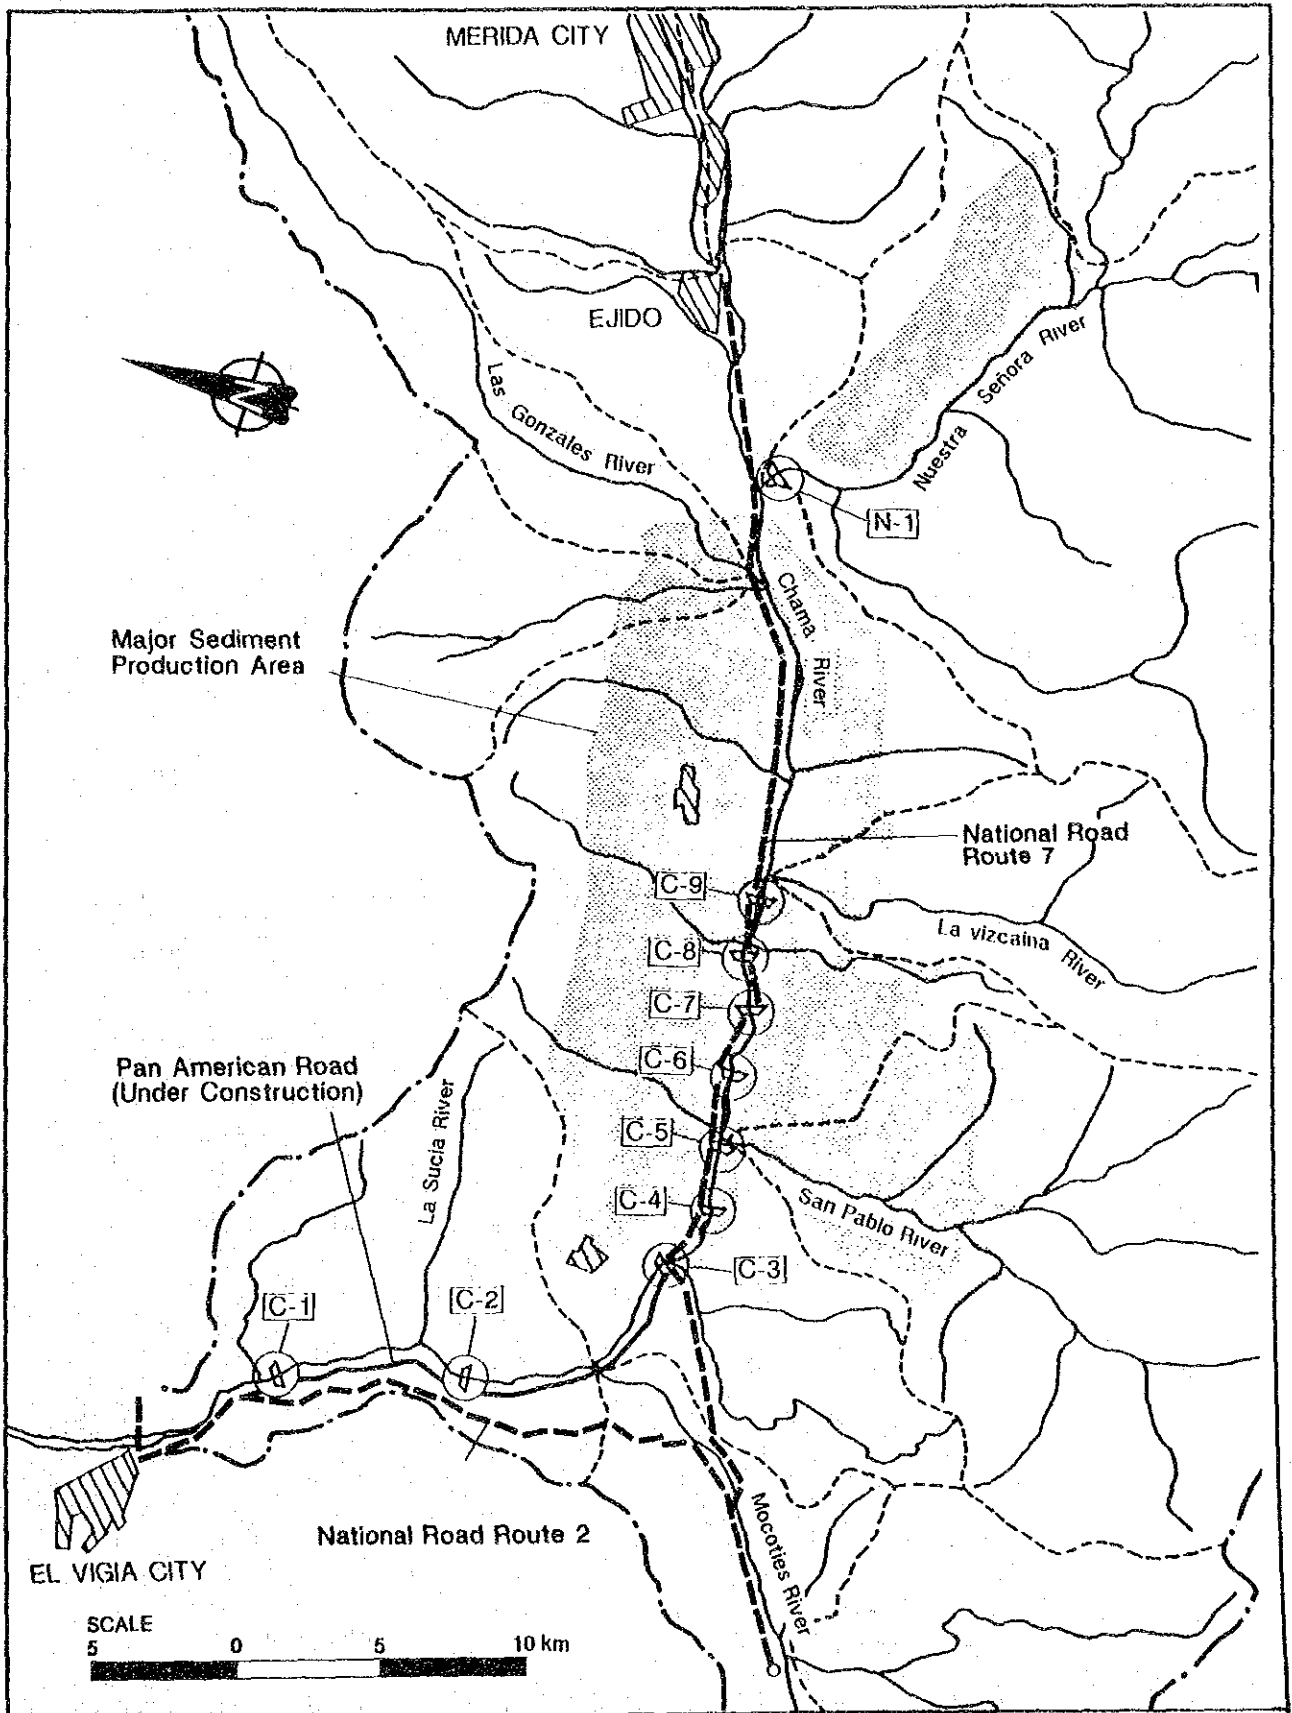 MERIDA CITY
EJIDO
Las Gonzales River
Nuestra Señora River
N
[N-1]
Chama River
Major Sediment
Production Area
National Road
Route 7
[C-9]
La vizcaina River
[C-8]
[C-7]
[C-6]
Pan American Road
(Under Construction)
La Sucia River
[C-5]
[C-4]
San Pablo River
[C-3]
[C-1]
[C-2]
Mocoties River
National Road Route 2
EL VIGIA CITY
SCALE
5 0 5 10 km